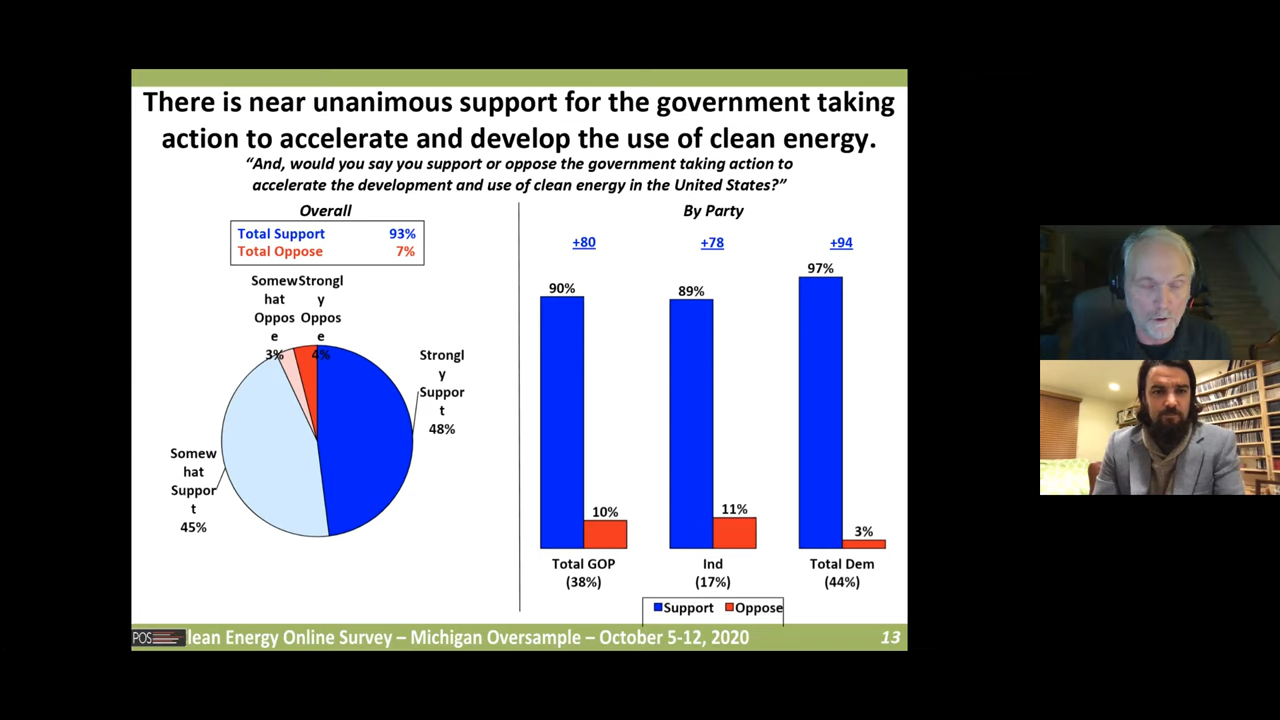 There is near unanimous support for the government taking
action to accelerate and develop the use of clean energy.
“And, would you say you support or oppose the government taking action to
accelerate the development and use of clean energy in the United States?”
Overall
Total Support 93%
Total Oppose 7%
Somew
hat
Oppos
e
3%
Strongl
y
Oppos
e
4%
Strongl
y
Suppor
t
48%
Somew
hat
Suppor
t
45%
By Party
+80 +78 +94
90%
10%
89%
11%
97%
3%
Total GOP
(38%)
Ind
(17%)
Total Dem
(44%)
Support Oppose
POS
lean Energy Online Survey – Michigan Oversample – October 5-12, 2020
13